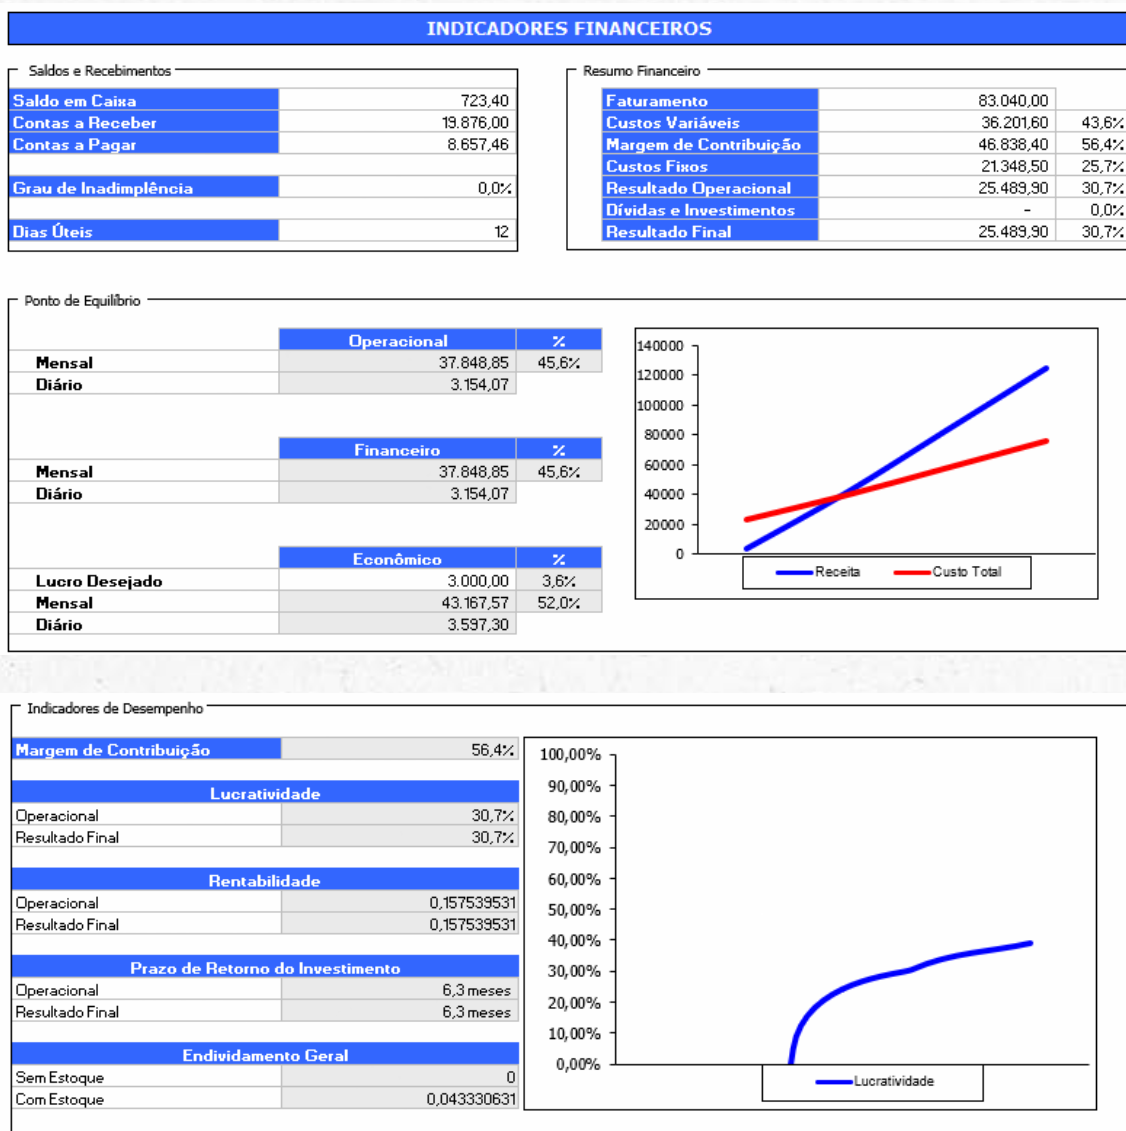 INDICADORES FINANCEIROS
Saldos e Recebimentos
Saldo em Caixa 723,40
Contas a Receber 19.876,00
Contas a Pagar 8.657,46
Grau de Inadimplência 0,0%
Dias Úteis 12
Resumo Financeiro
Faturamento 83.040,00
Custos Variáveis 36.201,60 43,6%
Margem de Contribuição 46.838,40 56,4%
Custos Fixos 21.348,50 25,7%
Resultado Operacional 25.489,90 30,7%
Dívidas e Investimentos - 0,0%
Resultado Final 25.489,90 30,7%
Ponto de Equilíbrio
Operacional %
Mensal 37.848,85 45,6%
Diário 3.154,07
Financeiro %
Mensal 37.848,85 45,6%
Diário 3.154,07
Econômico %
Lucro Desejado 3.000,00 3,6%
Mensal 43.167,57 52,0%
Diário 3.597,30
140000
120000
100000
80000
60000
40000
20000
0
Receita Custo Total
Indicadores de Desempenho
Margem de Contribuição 56,4%
Lucratividade
Operacional 30,7%
Resultado Final 30,7%
Rentabilidade
Operacional 0,157539531
Resultado Final 0,157539531
Prazo de Retorno do Investimento
Operacional 6,3 meses
Resultado Final 6,3 meses
Endividamento Geral
Sem Estoque 0
Com Estoque 0,043330631
100,00%
90,00%
80,00%
70,00%
60,00%
50,00%
40,00%
30,00%
20,00%
10,00%
0,00%
Lucratividade